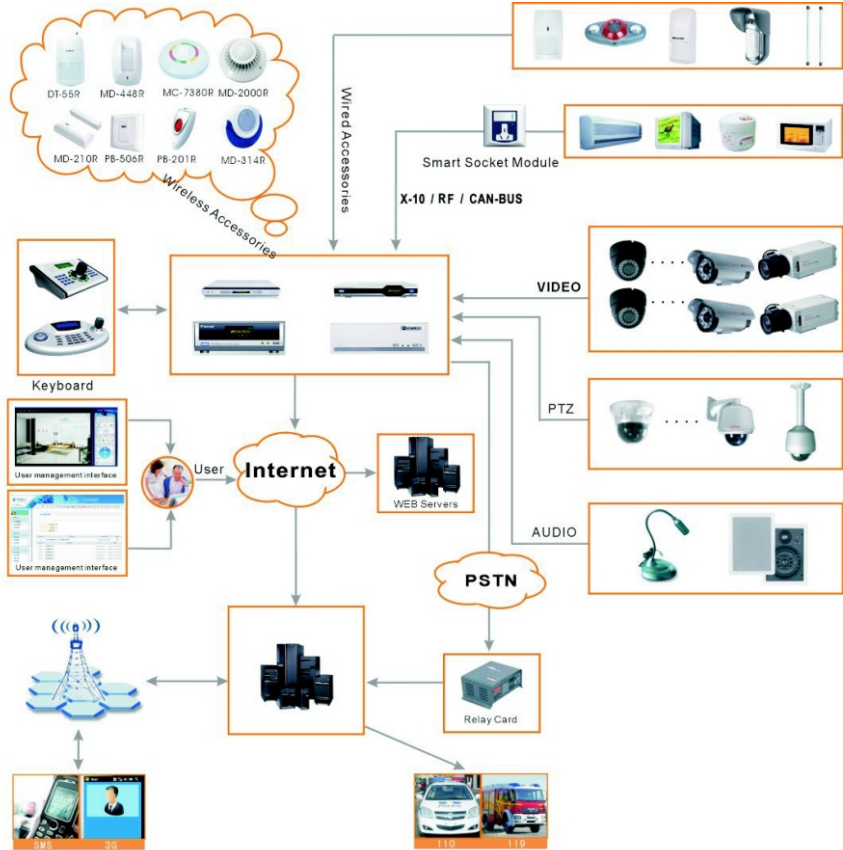 DT-55R
MD-448R
MC-7380R
MD-2000R
MD-210R
PB-506R
PB-201R
MD-314R
Wireless Accessories
Wired Accessories
Smart Socket Module
X-10 / RF / CAN-BUS
VIDEO
Keyboard
PTZ
User management interface
User
Internet
WEB Servers
User management interface
AUDIO
PSTN
Relay Card
SMS
3G
110
119